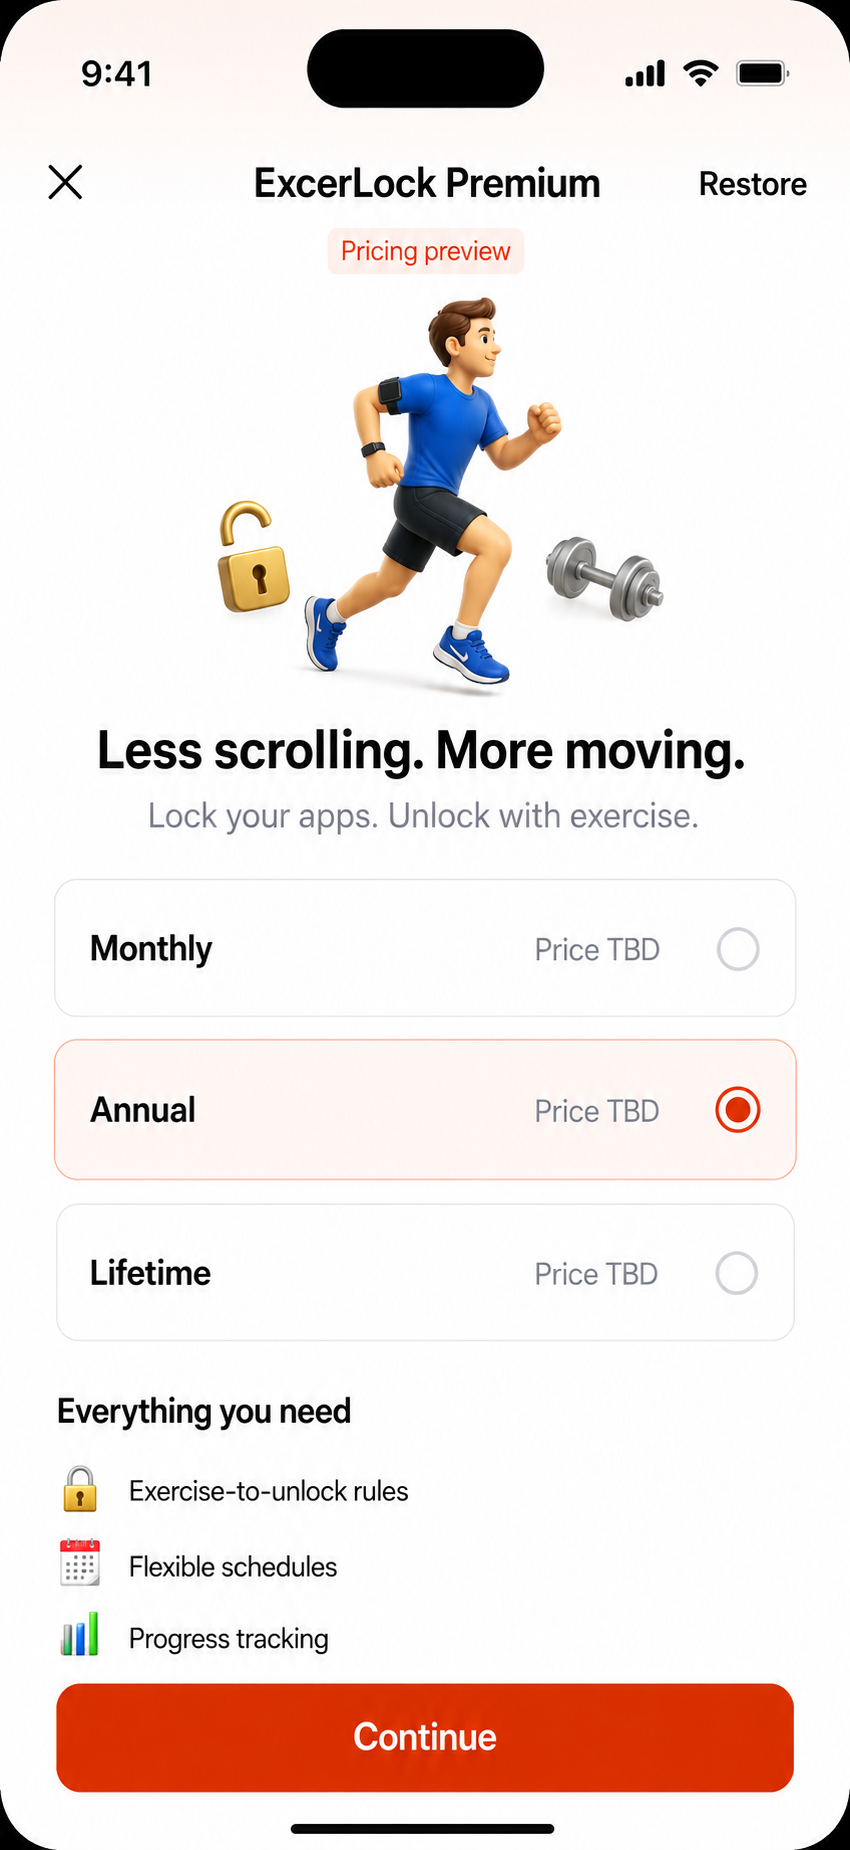 9:41
ExcerLock Premium
Restore
Pricing preview
Less scrolling. More moving.
Lock your apps. Unlock with exercise.
Monthly
Price TBD
Annual
Price TBD
Lifetime
Price TBD
Everything you need
Exercise-to-unlock rules
Flexible schedules
Progress tracking
Continue